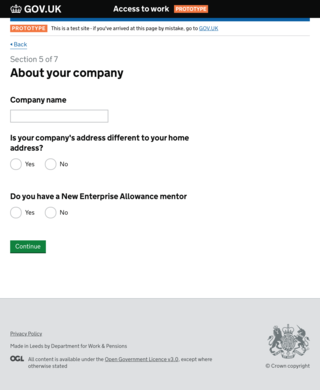 GOV.UK Access to work PROTOTYPE
PROTOTYPE This is a test site - if you've arrived at this page by mistake, go to GOV.UK
Back
Section 5 of 7
About your company
Company name
Is your company's address different to your home
address?
Yes No
Do you have a New Enterprise Allowance mentor
Yes No
Continue
Privacy Policy
Made in Leeds by Department for Work & Pensions
OGL All content is available under the Open Government Licence v3.0, except where
otherwise stated
© Crown copyright